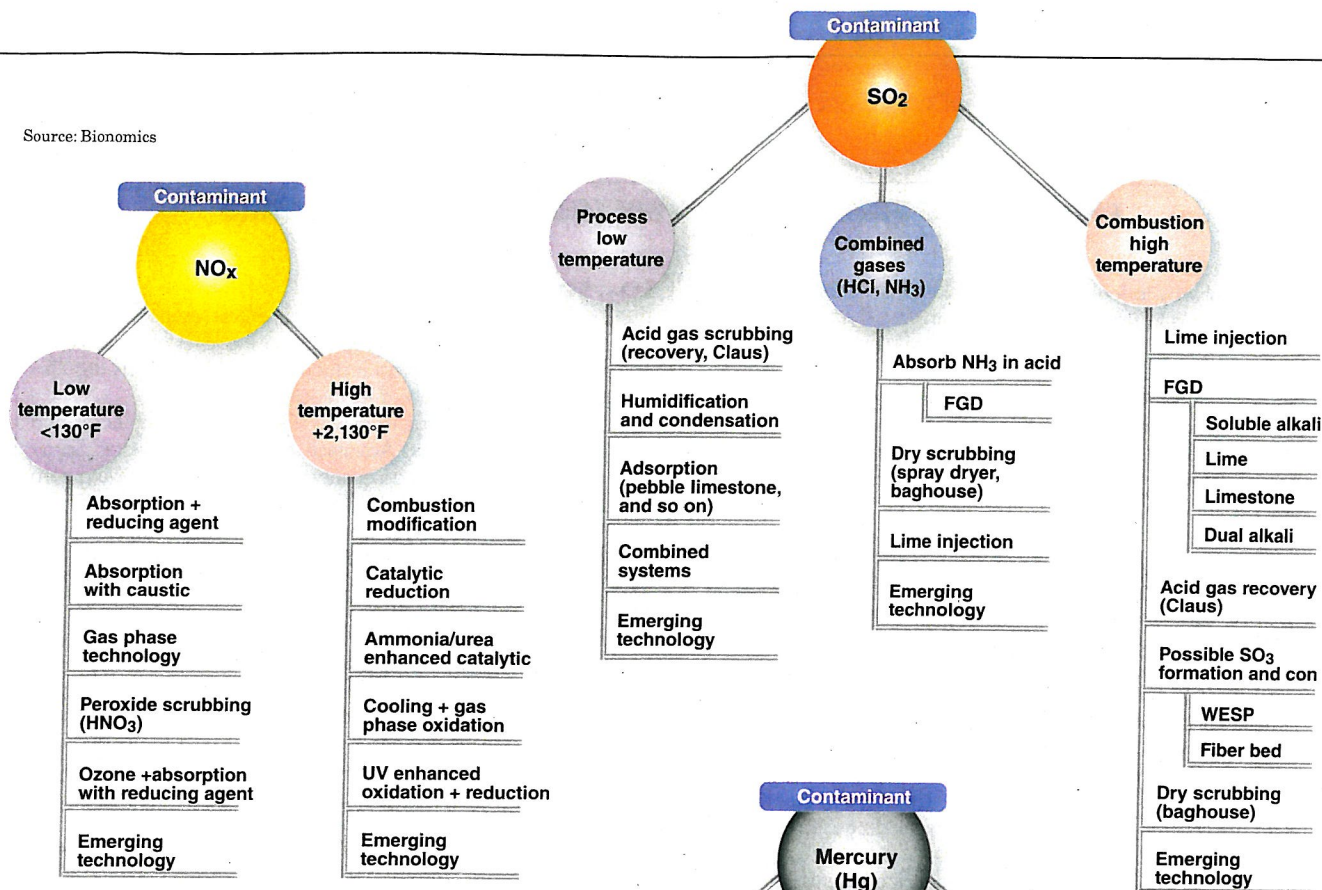 Source: Bionomics
Contaminant
NOx
Low
temperature
<130°F
Absorption +
reducing agent
Absorption
with caustic
Gas phase
technology
Peroxide scrubbing
(HNO3)
Ozone +absorption
with reducing agent
Emerging
technology
High
temperature
+2,130°F
Combustion
modification
Catalytic
reduction
Ammonia/urea
enhanced catalytic
Cooling + gas
phase oxidation
UV enhanced
oxidation + reduction
Emerging
technology
Contaminant
SO2
Process
low
temperature
Acid gas scrubbing
(recovery, Claus)
Humidification
and condensation
Adsorption
(pebble limestone,
and so on)
Combined
systems
Emerging
technology
Combined
gases
(HCl, NH3)
Absorb NH3 in acid
FGD
Dry scrubbing
(spray dryer,
baghouse)
Lime injection
Emerging
technology
Combustion
high
temperature
Lime injection
FGD
Soluble alkali
Lime
Limestone
Dual alkali
Acid gas recovery
(Claus)
Possible SO3
formation and con
WESP
Fiber bed
Dry scrubbing
(baghouse)
Emerging
technology
Contaminant
Mercury
(Hg)